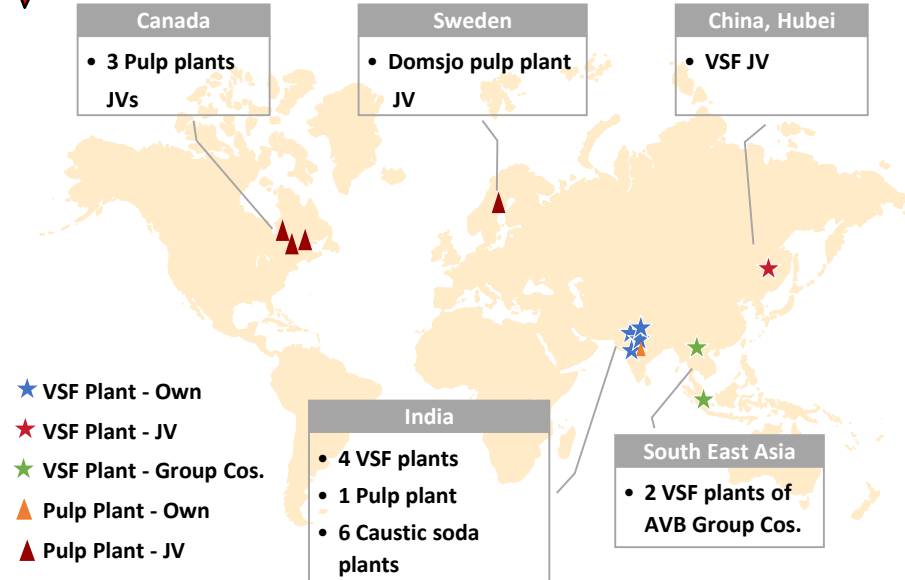 Canada
• 3 Pulp plants
JVs
Sweden
• Domsjo pulp plant
JV
China, Hubei
• VSF JV
VSF Plant - Own
VSF Plant - JV
VSF Plant - Group Cos.
Pulp Plant - Own
Pulp Plant - JV
India
• 4 VSF plants
• 1 Pulp plant
• 6 Caustic soda
plants
South East Asia
• 2 VSF plants of
AVB Group Cos.